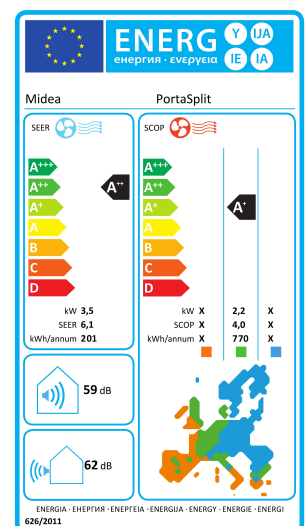 ENERG Y IJA
енергия · ενεργεια IE IA
Midea PortaSplit
SEER SCOP
A+++ A+++
A++ A++ A++
A+ A+ A+
A A
B B
C C
D D
kW 3,5 kW X 2,2 X
SEER 6,1 SCOP X 4,0 X
kWh/annum 201 kWh/annum X 770 X
59 dB
62 dB
ENERGIA · ЕНЕРГИЯ · ΕΝΕΡΓΕΙΑ · ENERGIJA · ENERGY · ENERGIE · ENERGI
626/2011